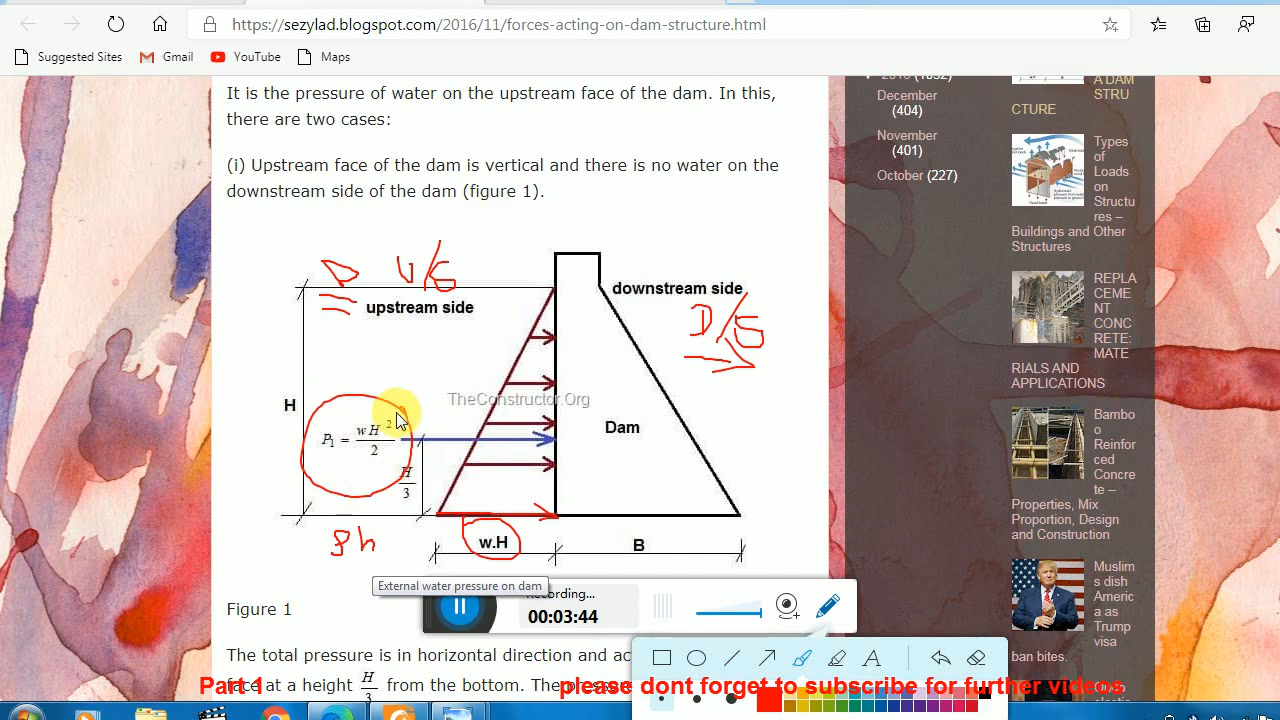 https://sezylad.blogspot.com/2016/11/forces-acting-on-dam-structure.html
Suggested Sites
Gmail
YouTube
Maps
It is the pressure of water on the upstream face of the dam. In this,
there are two cases:
(i) Upstream face of the dam is vertical and there is no water on the
downstream side of the dam (figure 1).
U/S
upstream side
downstream side
D/S
TheConstructor.Org
H
P₁ = wH²/2
H/3
Dam
w.H
B
External water pressure on dam
Figure 1
Recording...
00:03:44
The total pressure is in horizontal direction and
face at a height H/3 from the bottom. The
Part 1
please dont forget to subscribe for further videos
December
(404)
November
(401)
October (227)
A DAM
STRU
CTURE
Types
of
Loads
on
Structu
res –
Buildings and Other
Structures
REPLA
CEME
NT
CONC
RETE:
MATE
RIALS AND
APPLICATIONS
Bambo
o
Reinfor
ced
Concre
te –
Properties, Mix
Proportion, Design
and Construction
Muslim
s dish
Americ
a as
Trump
visa
ban bites.